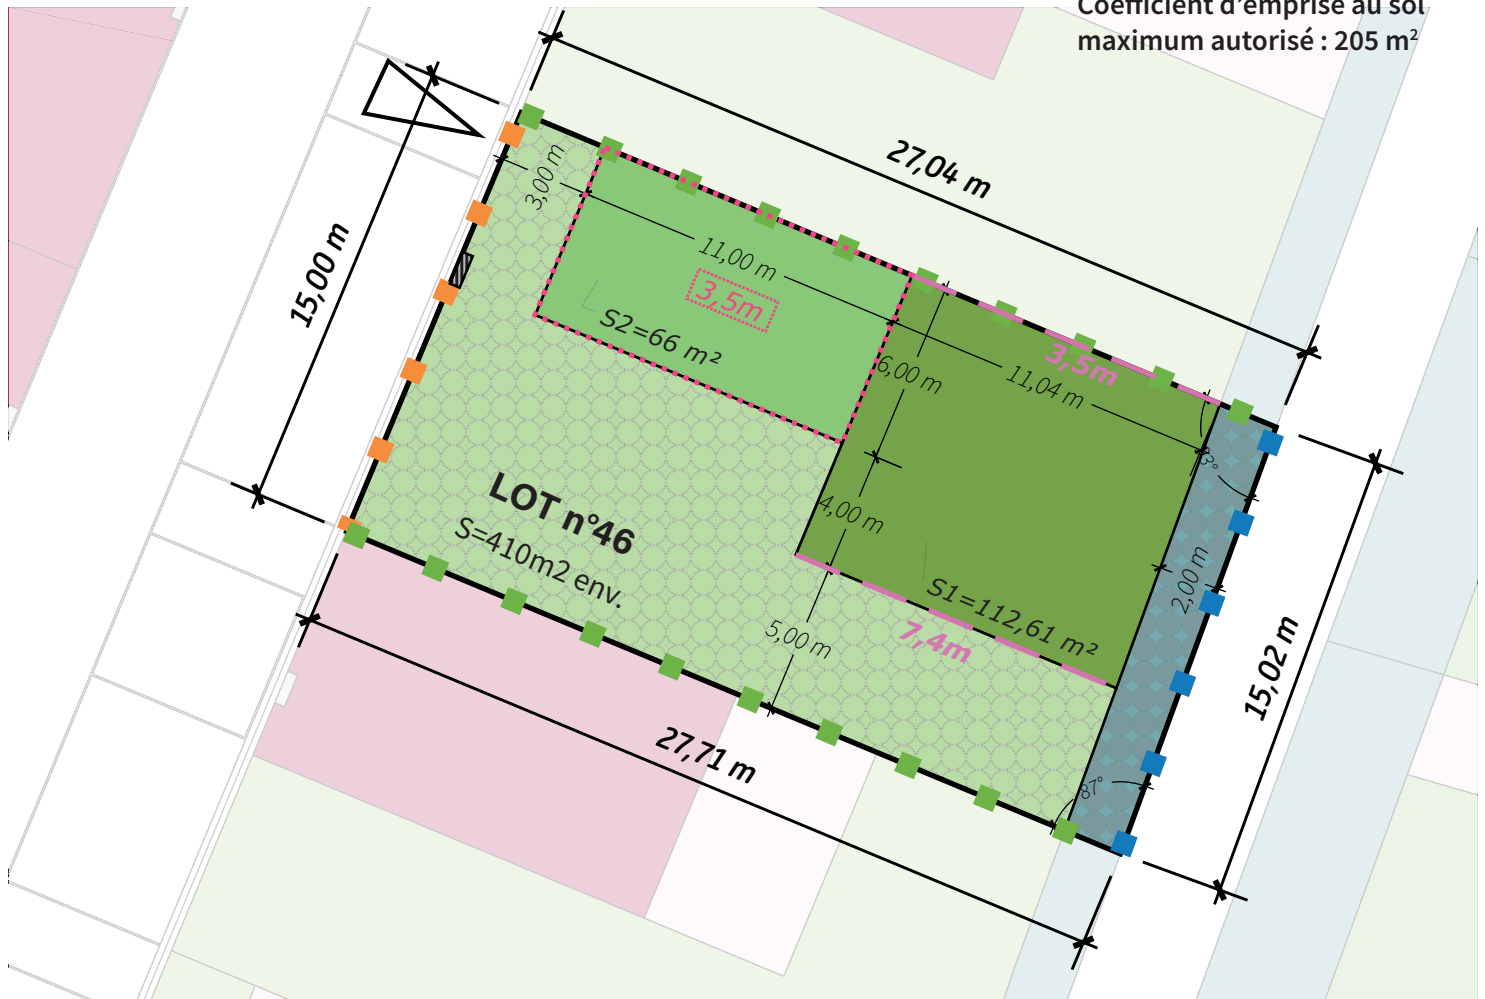 Coefficient d'emprise au sol
maximum autorisé : 205 m²
27,04 m
3,00 m
15,00 m
11,00 m
3,5m
S2=66 m²
3,5m
6,00 m
11,04 m
LOT n°46
S=410m2 env.
4,00 m
S1=112,61 m²
2,00 m
5,00 m
7,4m
15,02 m
27,71 m
87°